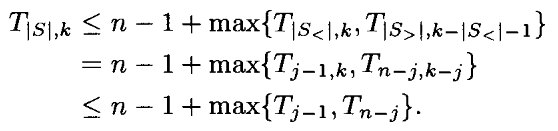 T_{|S|,k} ≤ n − 1 + max{T_{|S_<|,k}, T_{|S_>|,k−|S_<|−1}}
= n − 1 + max{T_{j−1,k}, T_{n−j,k−j}}
≤ n − 1 + max{T_{j−1}, T_{n−j}}.